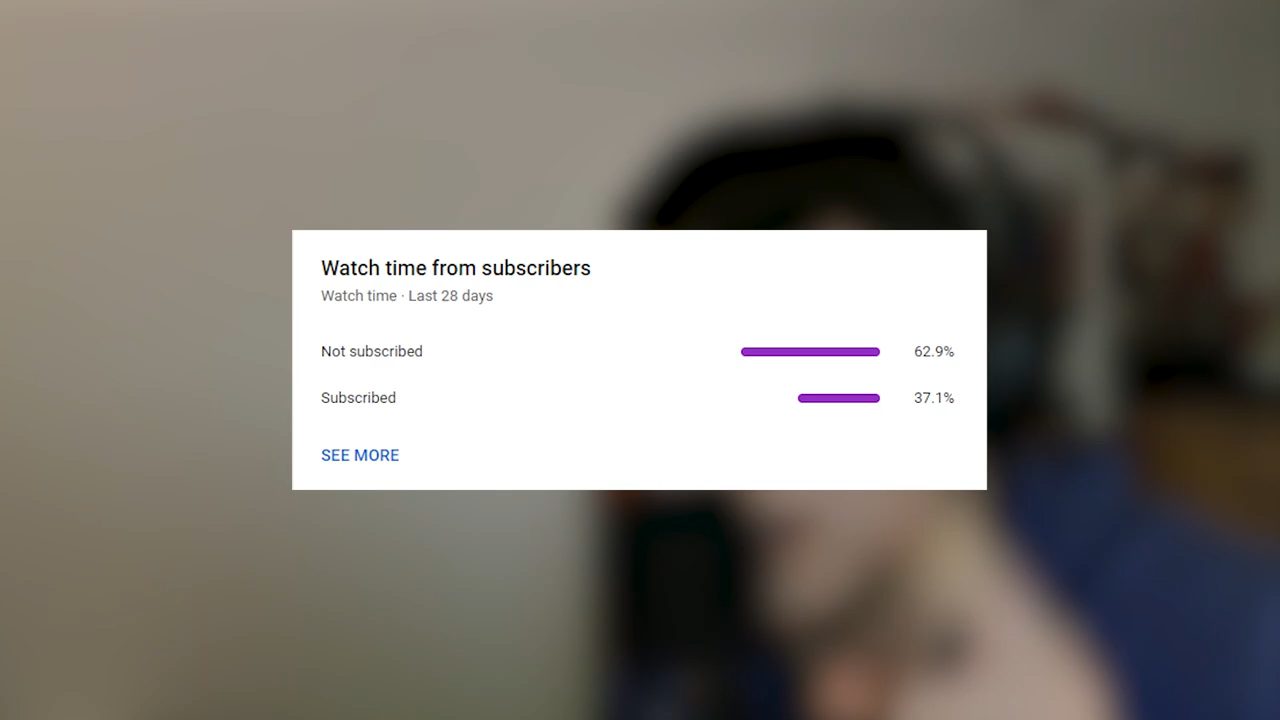 Watch time from subscribers
Watch time · Last 28 days
Not subscribed 62.9%
Subscribed 37.1%
SEE MORE